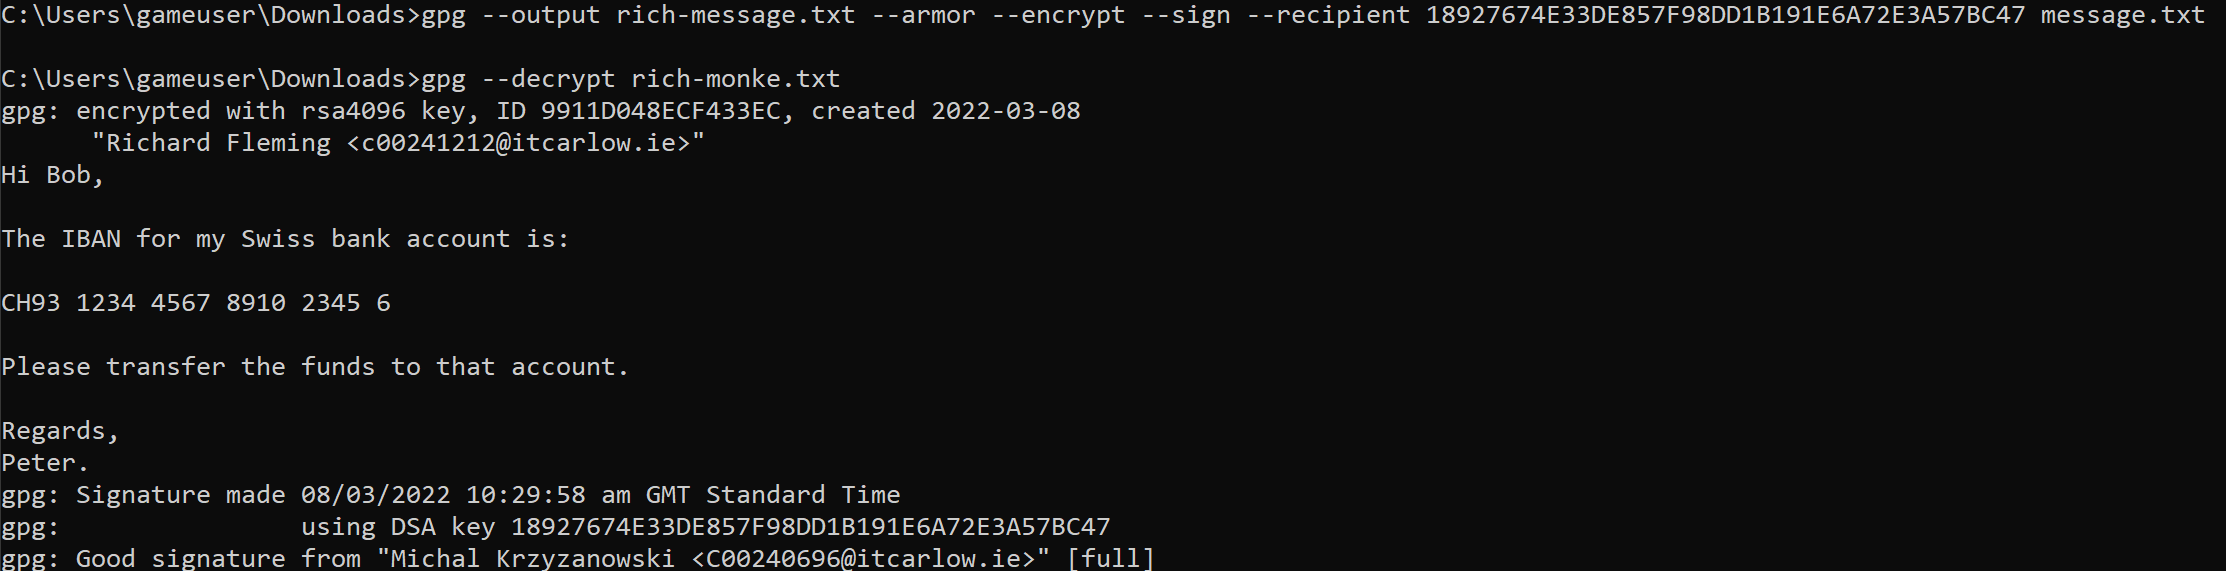 C:\Users\gameuser\Downloads>gpg --output rich-message.txt --armor --encrypt --sign --recipient 18927674E33DE857F98DD1B191E6A72E3A57BC47 message.txt
C:\Users\gameuser\Downloads>gpg --decrypt rich-monke.txt
gpg: encrypted with rsa4096 key, ID 9911D048ECF433EC, created 2022-03-08
"Richard Fleming <c00241212@itcarlow.ie>"
Hi Bob,
The IBAN for my Swiss bank account is:
CH93 1234 4567 8910 2345 6
Please transfer the funds to that account.
Regards,
Peter.
gpg: Signature made 08/03/2022 10:29:58 am GMT Standard Time
gpg:                using DSA key 18927674E33DE857F98DD1B191E6A72E3A57BC47
gpg: Good signature from "Michal Krzyzanowski <C00240696@itcarlow.ie>" [full]